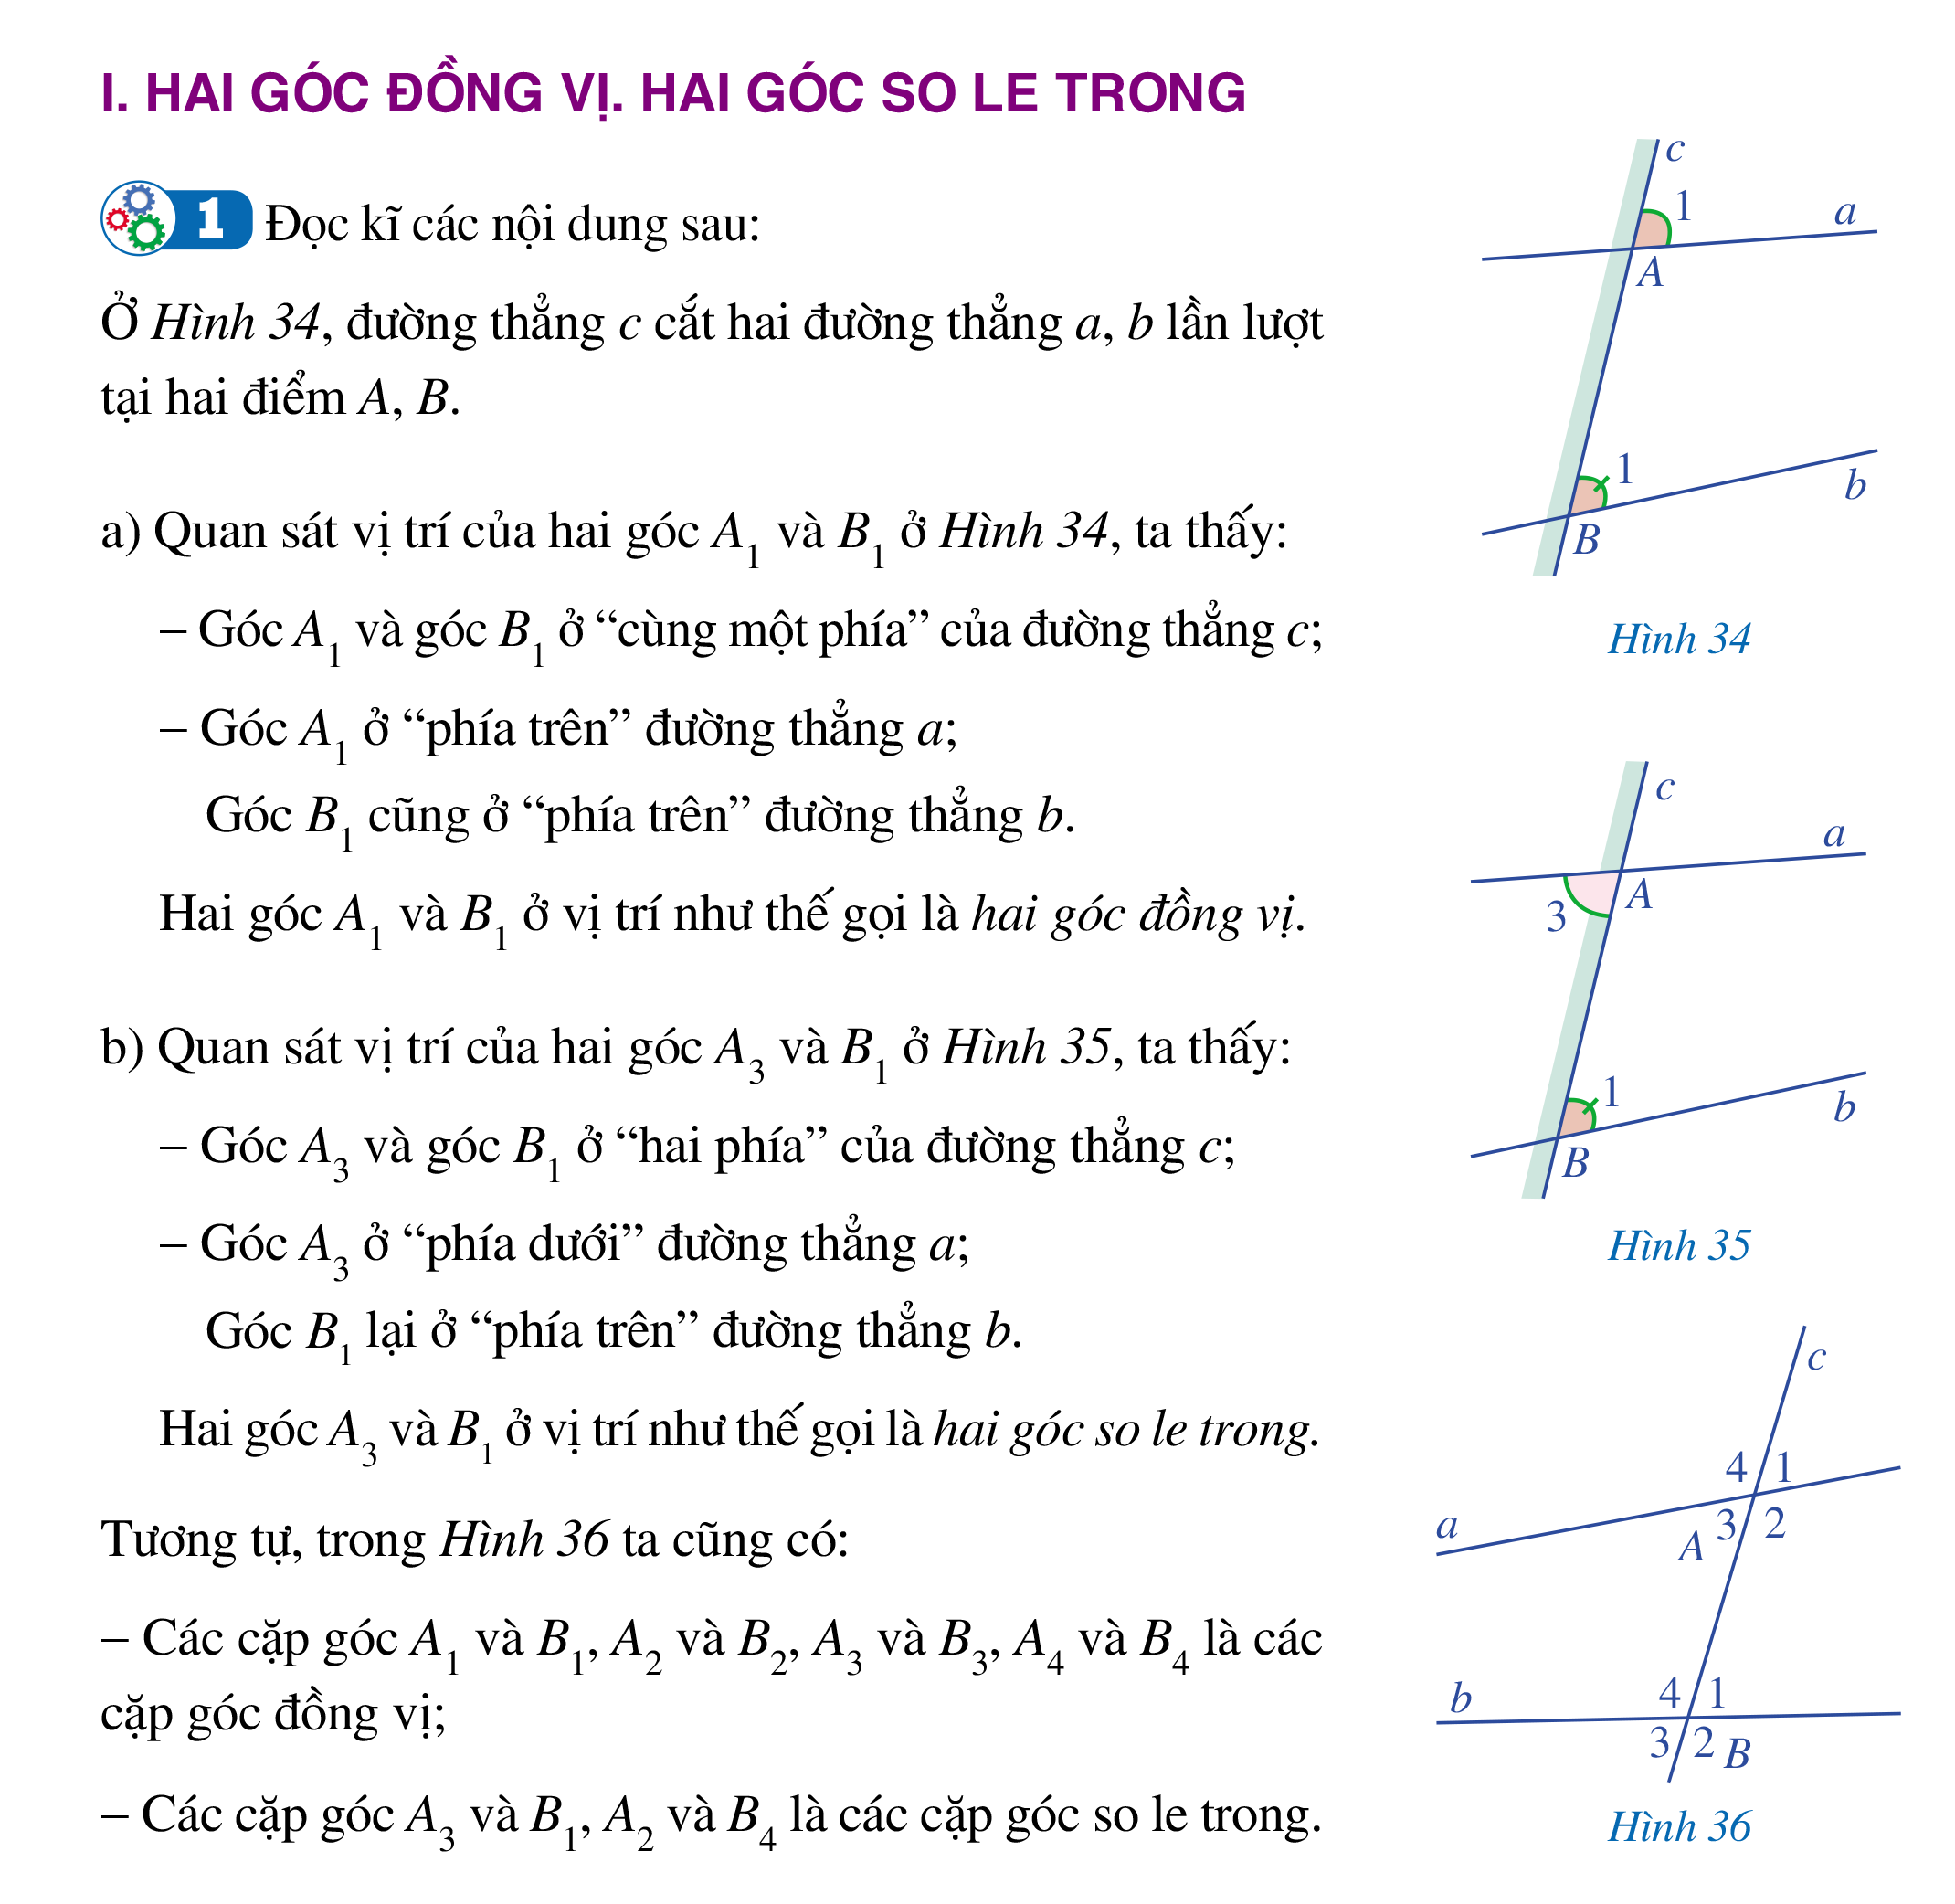 I. HAI GÓC ĐỒNG VỊ. HAI GÓC SO LE TRONG
1 Đọc kĩ các nội dung sau:
Ở Hình 34, đường thẳng c cắt hai đường thẳng a, b lần lượt
tại hai điểm A, B.
a) Quan sát vị trí của hai góc A₁ và B₁ ở Hình 34, ta thấy:
– Góc A₁ và góc B₁ ở “cùng một phía” của đường thẳng c;
– Góc A₁ ở “phía trên” đường thẳng a;
Góc B₁ cũng ở “phía trên” đường thẳng b.
Hai góc A₁ và B₁ ở vị trí như thế gọi là hai góc đồng vị.
b) Quan sát vị trí của hai góc A₃ và B₁ ở Hình 35, ta thấy:
– Góc A₃ và góc B₁ ở “hai phía” của đường thẳng c;
– Góc A₃ ở “phía dưới” đường thẳng a;
Góc B₁ lại ở “phía trên” đường thẳng b.
Hai góc A₃ và B₁ ở vị trí như thế gọi là hai góc so le trong.
Tương tự, trong Hình 36 ta cũng có:
– Các cặp góc A₁ và B₁, A₂ và B₂, A₃ và B₃, A₄ và B₄ là các
cặp góc đồng vị;
– Các cặp góc A₃ và B₁, A₂ và B₄ là các cặp góc so le trong.
c
1
a
A
1
b
B
Hình 34
c
a
A
3
1
b
B
Hình 35
c
4 1
a
A 3 2
b
4 1
3 2 B
Hình 36